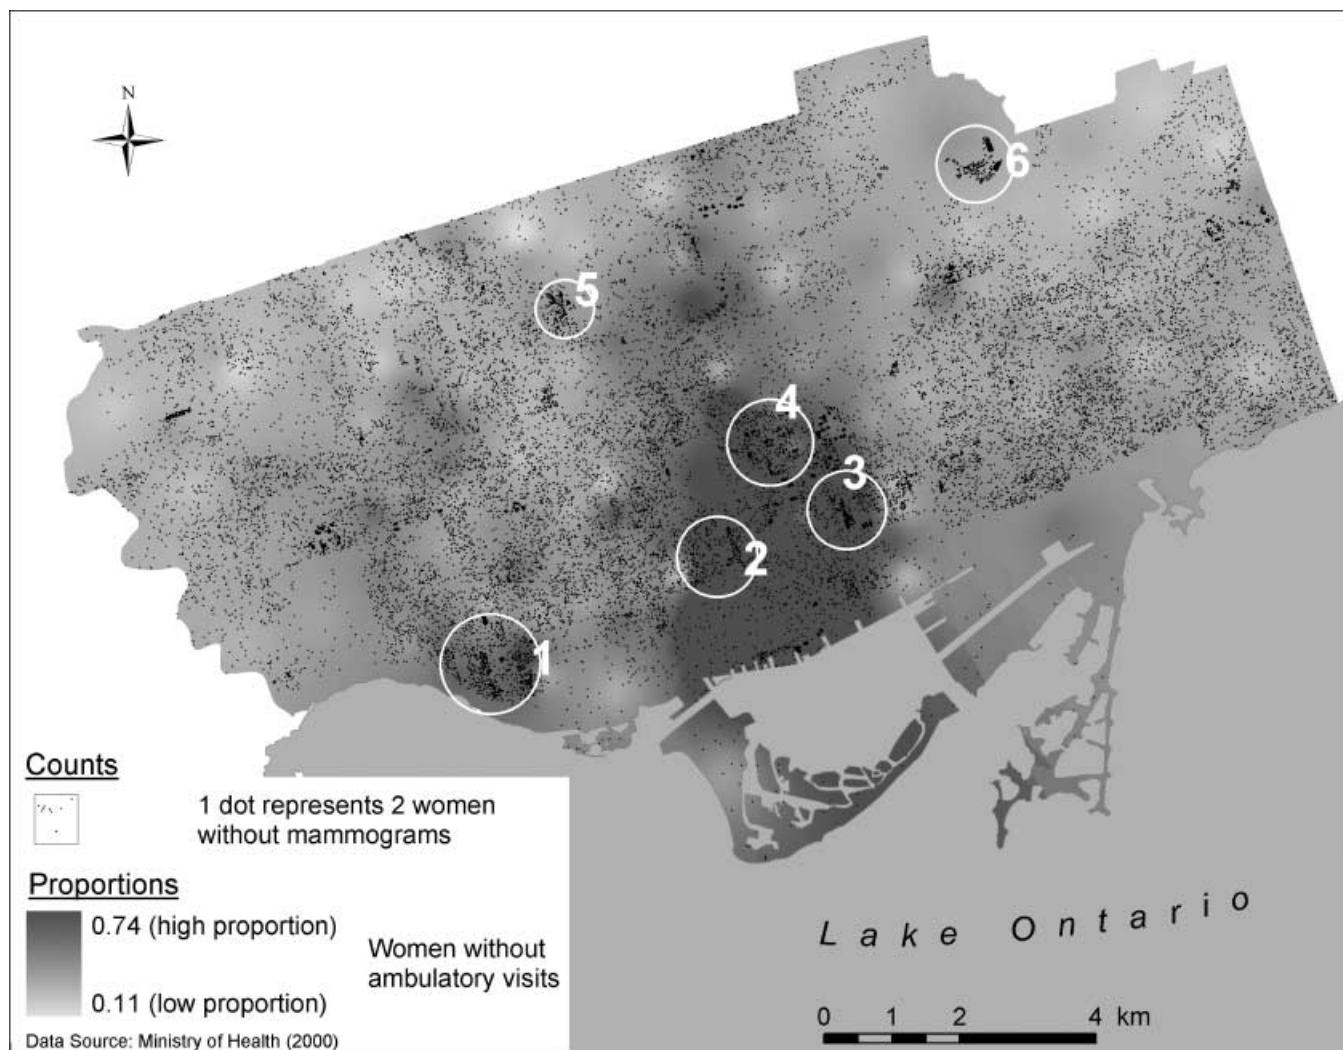 N
6
5
4
3
2
1
Counts
1 dot represents 2 women
without mammograms
Proportions
0.74 (high proportion)
Women without
ambulatory visits
0.11 (low proportion)
Data Source: Ministry of Health (2000)
Lake Ontario
0 1 2 4 km